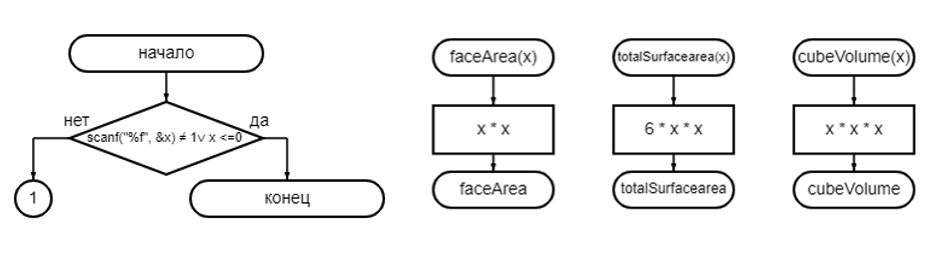 начало
нет
да
scanf("%f", &x) ≠ 1∨ x <=0
1
конец
faceArea(x)
x * x
faceArea
totalSurfacearea(x)
6 * x * x
totalSurfacearea
cubeVolume(x)
x * x * x
cubeVolume